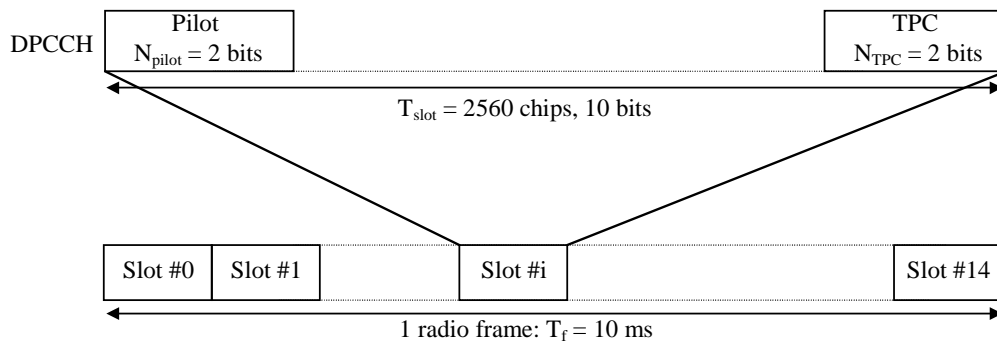 Pilot
N_pilot = 2 bits
TPC
N_TPC = 2 bits
DPCCH
T_slot = 2560 chips, 10 bits
Slot #0
Slot #1
Slot #i
Slot #14
1 radio frame: T_f = 10 ms